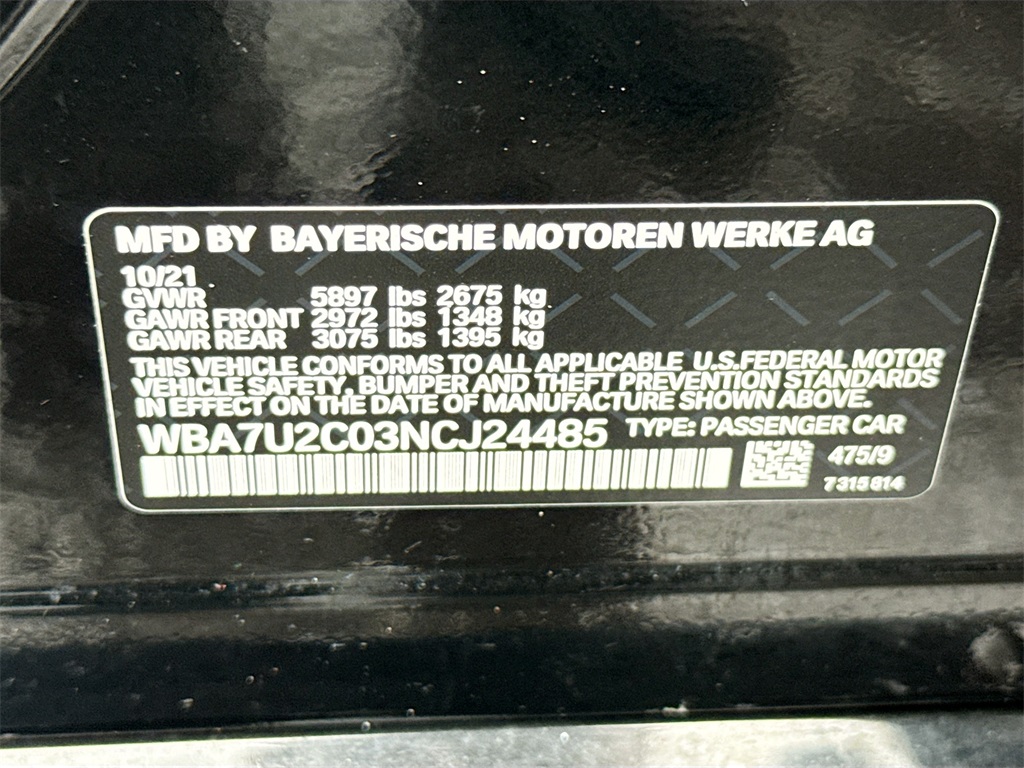 MFD BY BAYERISCHE MOTOREN WERKE AG
10/21
GVWR 5897 lbs 2675 kg
GAWR FRONT 2972 lbs 1348 kg
GAWR REAR 3075 lbs 1395 kg
THIS VEHICLE CONFORMS TO ALL APPLICABLE U.S.FEDERAL MOTOR
VEHICLE SAFETY, BUMPER AND THEFT PREVENTION STANDARDS
IN EFFECT ON THE DATE OF MANUFACTURE SHOWN ABOVE.
WBA7U2C03NCJ24485 TYPE: PASSENGER CAR
475/9
7315814